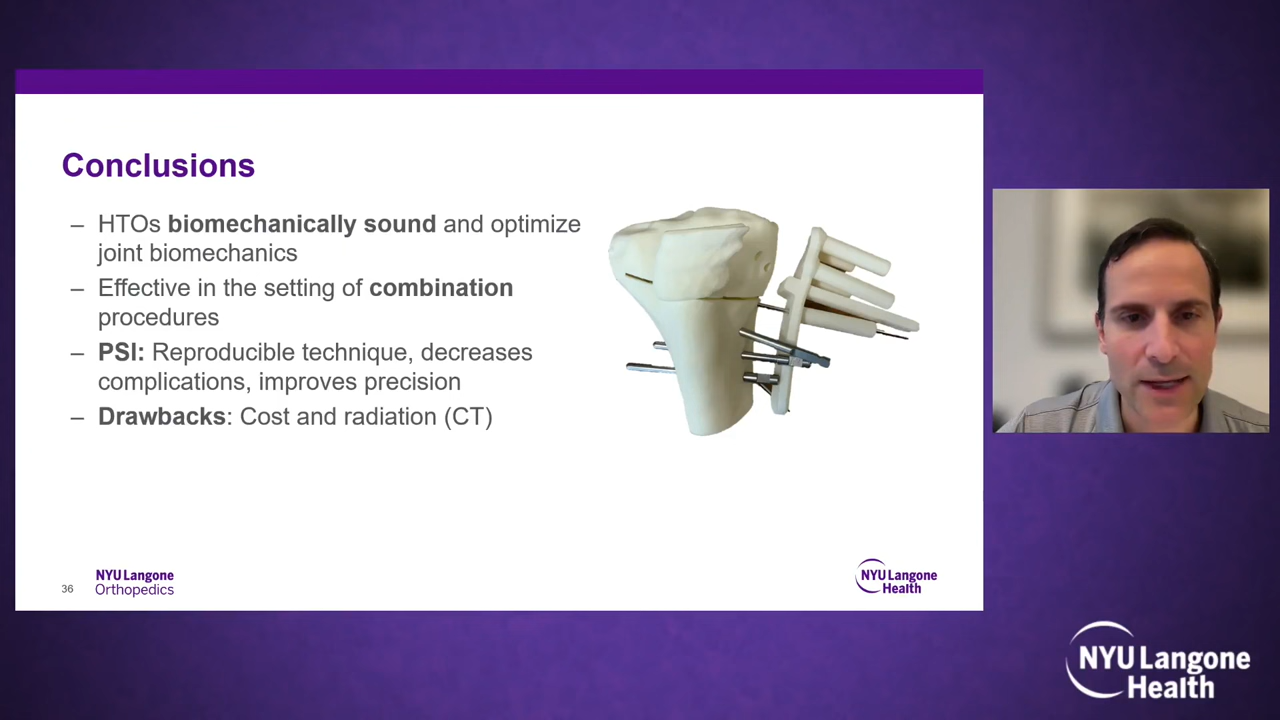 Conclusions
– HTOs biomechanically sound and optimize
joint biomechanics
– Effective in the setting of combination
procedures
– PSI: Reproducible technique, decreases
complications, improves precision
– Drawbacks: Cost and radiation (CT)
36
NYU Langone
Orthopedics
NYU Langone
Health
NYU Langone
Health